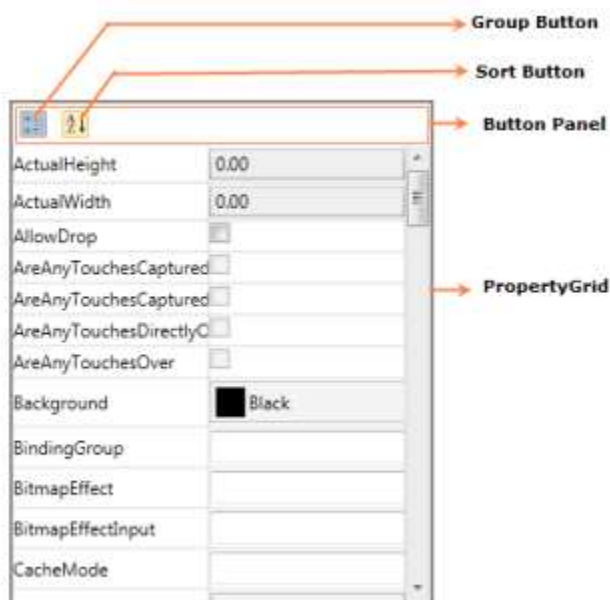 Group Button
Sort Button
Button Panel
ActualHeight 0.00
ActualWidth 0.00
AllowDrop
AreAnyTouchesCaptured
AreAnyTouchesCaptured
AreAnyTouchesDirectlyO
AreAnyTouchesOver
PropertyGrid
Background Black
BindingGroup
BitmapEffect
BitmapEffectInput
CacheMode